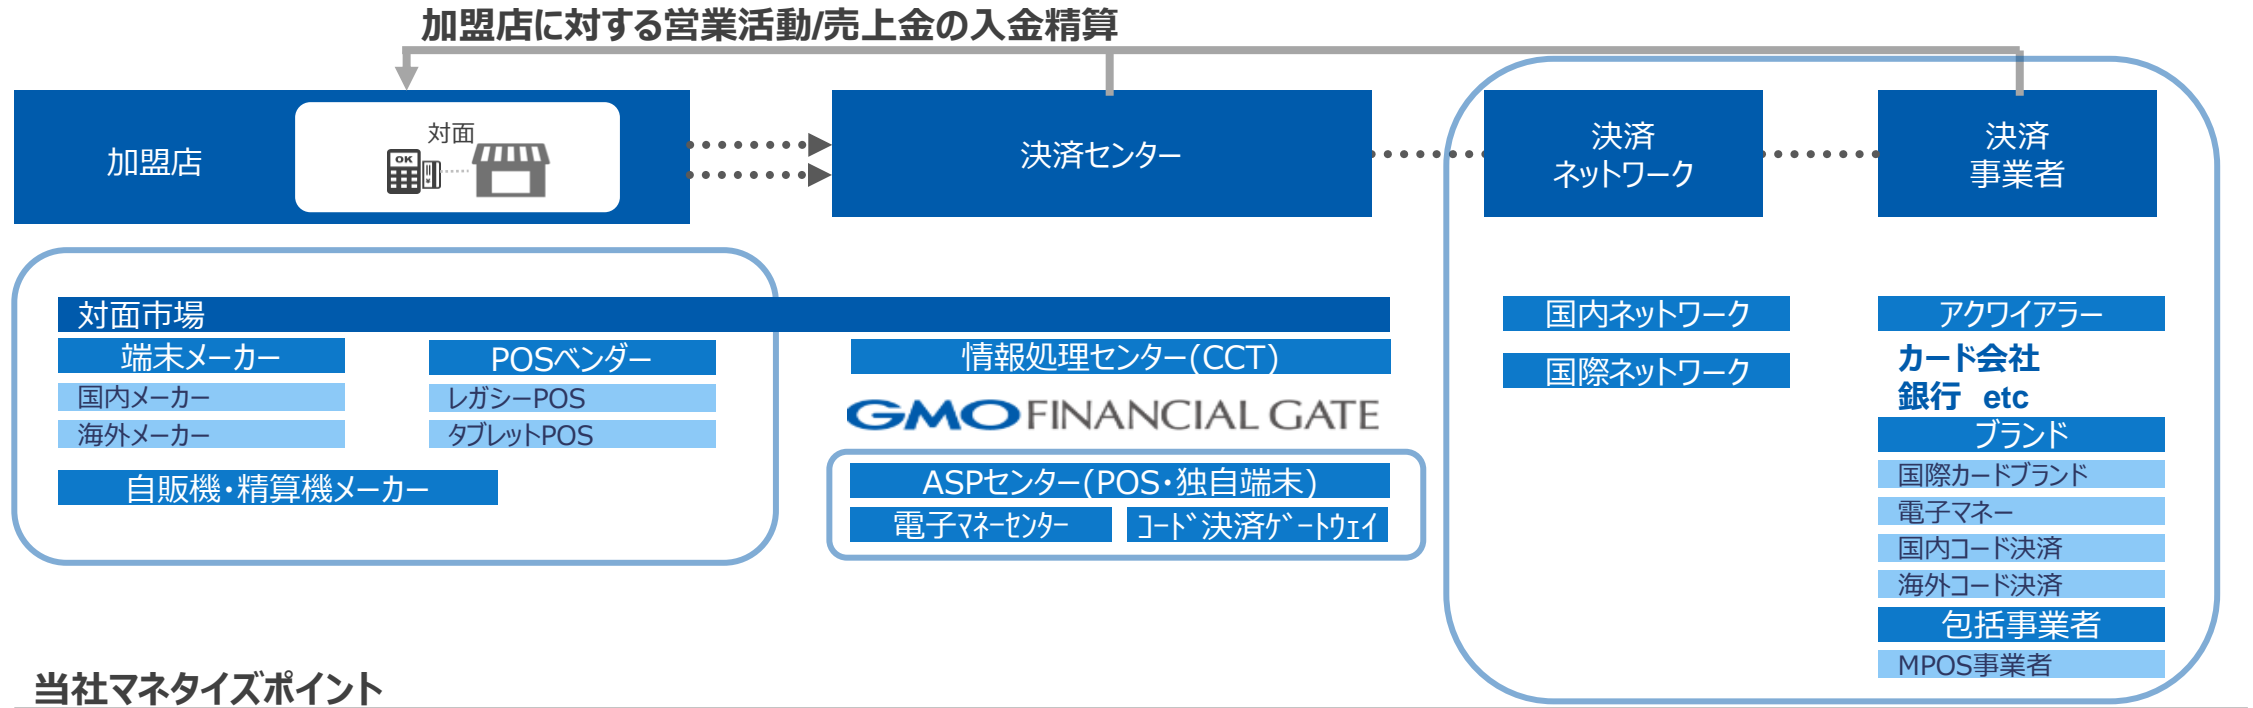 加盟店に対する営業活動/売上金の入金精算
加盟店
対面
OK
決済センター
決済
ネットワーク
決済
事業者
対面市場
端末メーカー
国内メーカー
海外メーカー
POSベンダー
レガシーPOS
タブレットPOS
自販機・精算機メーカー
情報処理センター(CCT)
GMO FINANCIAL GATE
ASPセンター(POS・独自端末)
電子マネーセンター
コード決済ゲートウェイ
国内ネットワーク
国際ネットワーク
アクワイアラー
カード会社
銀行 etc
ブランド
国際カードブランド
電子マネー
国内コード決済
海外コード決済
包括事業者
MPOS事業者
当社マネタイズポイント